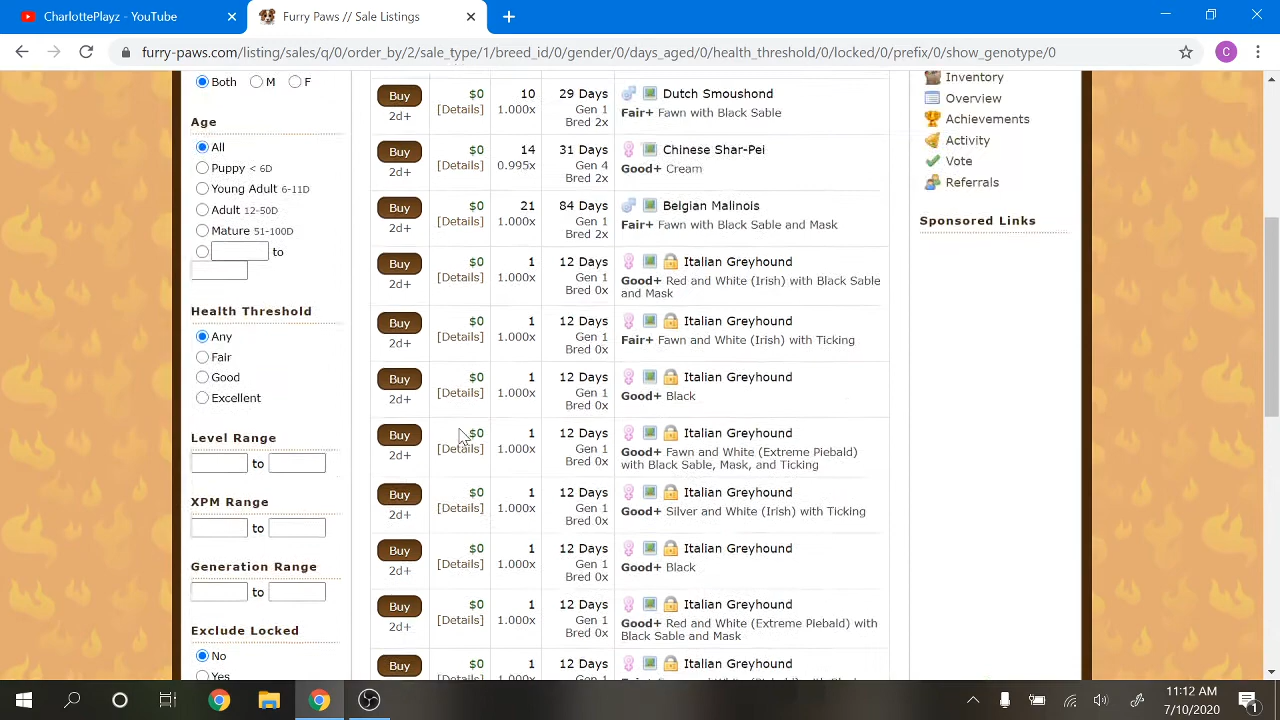 CharlottePlayz - YouTube
Furry Paws // Sale Listings
furry-paws.com/listing/sales/q/0/order_by/2/sale_type/1/breed_id/0/gender/0/days_aged/0/health_threshold/0/locked/0/prefix/0/show_genotype/0
C
Both M F
Age
All
Puppy < 6D
Young Adult 6-11D
Adult 12-50D
Mature 51-100D
to
Health Threshold
Any
Fair
Good
Excellent
Level Range
to
XPM Range
to
Generation Range
to
Exclude Locked
No
Yes
Buy $0 10 29 Days Dutch Smoushond
2d+ [Details] 1.000x Gen 1 Fair+ Fawn with Black Sable
Bred 2x
Buy $0 14 31 Days Chinese Shar-Pei
2d+ [Details] 0.995x Gen 4 Good+ Cream
Bred 2x
Buy $0 21 84 Days Belgian Malinois
2d+ [Details] 1.000x Gen 1 Fair+ Fawn with Black Sable and Mask
Bred 2x
Buy $0 1 12 Days Italian Greyhound
2d+ [Details] 1.000x Gen 1 Good+ Red and White (Irish) with Black Sable
Bred 0x and Mask
Buy $0 1 12 Days Italian Greyhound
2d+ [Details] 1.000x Gen 1 Fair+ Fawn and White (Irish) with Ticking
Bred 0x
Buy $0 1 12 Days Italian Greyhound
2d+ [Details] 1.000x Gen 1 Good+ Black
Bred 0x
Buy $0 1 12 Days Italian Greyhound
2d+ [Details] 1.000x Gen 1 Good+ Fawn and White (Extreme Piebald)
Bred 0x with Black Sable, Mask, and Ticking
Buy $0 1 12 Days Italian Greyhound
2d+ [Details] 1.000x Gen 1 Good+ Silver and White (Irish) with Ticking
Bred 0x
Buy $0 1 12 Days Italian Greyhound
2d+ [Details] 1.000x Gen 1 Good+ Black
Bred 0x
Buy $0 1 12 Days Italian Greyhound
2d+ [Details] 1.000x Gen 1 Good+ Red and White (Extreme Piebald) with
Bred 0x Black Sable and Mask
Buy $0 1 12 Days Italian Greyhound
Inventory
Overview
Achievements
Activity
Vote
Referrals
Sponsored Links
11:12 AM
7/10/2020
1